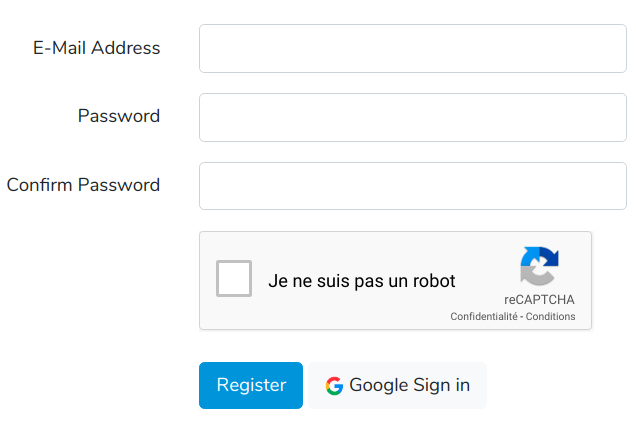 E-Mail Address
Password
Confirm Password
Je ne suis pas un robot
reCAPTCHA
Confidentialité - Conditions
Register
Google Sign in